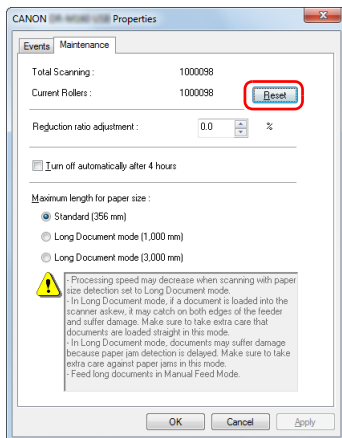 CANON Properties
Events Maintenance
Total Scanning : 1000098
Current Rollers : 1000098 Reset
Reduction ratio adjustment : 0.0 %
Turn off automatically after 4 hours
Maximum length for paper size :
Standard (356 mm)
Long Document mode (1,000 mm)
Long Document mode (3,000 mm)
- Processing speed may decrease when scanning with paper
size detection set to Long Document mode.
- In Long Document mode, if a document is loaded into the
scanner askew, it may catch on both edges of the feeder
and suffer damage. Make sure to take extra care that
documents are loaded straight in this mode.
- In Long Document mode, documents may suffer damage
because paper jam detection is delayed. Make sure to take
extra care against paper jams in this mode.
- Feed long documents in Manual Feed Mode.
OK Cancel Apply